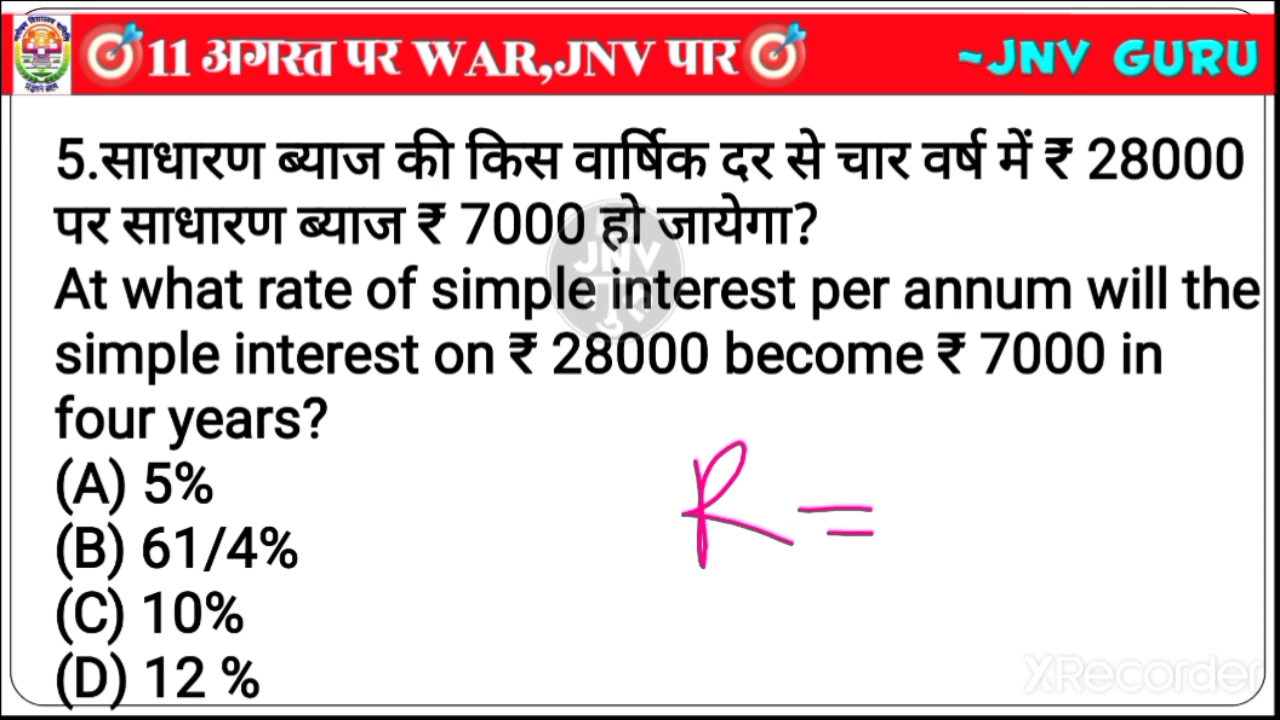 11 अगस्त पर WAR,JNV पार
~JNV GURU
5.साधारण ब्याज की किस वार्षिक दर से चार वर्ष में ₹ 28000
पर साधारण ब्याज ₹ 7000 हो जायेगा?
At what rate of simple interest per annum will the
simple interest on ₹ 28000 become ₹ 7000 in
four years?
(A) 5%
(B) 61/4%
(C) 10%
(D) 12 %
R =
JNV
XRecorder